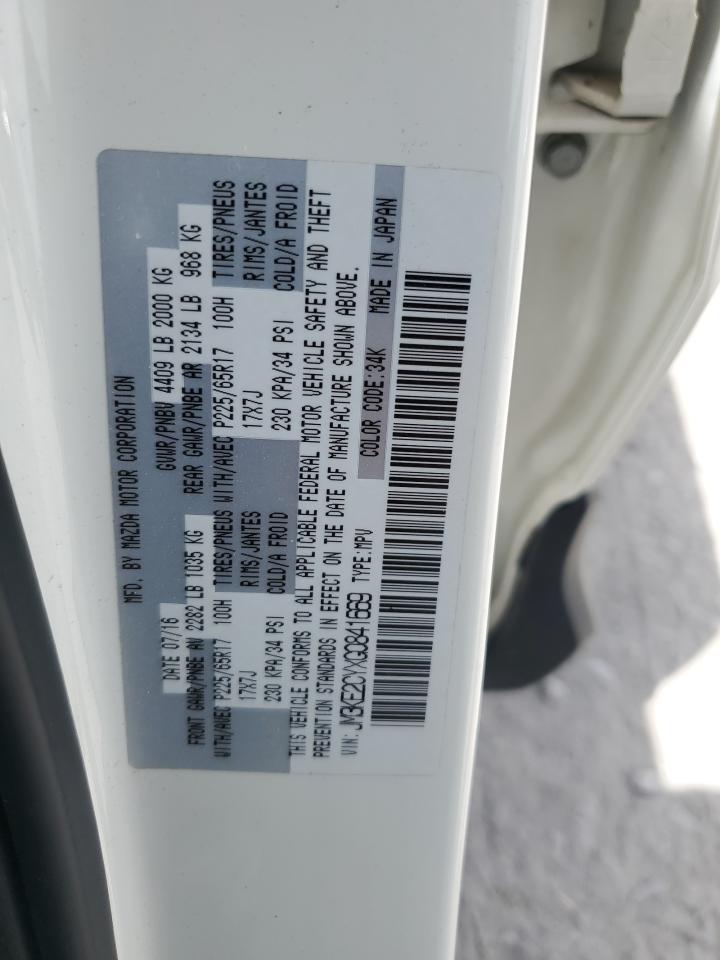 MFD. BY MAZDA MOTOR CORPORATION
DATE 07/16 GVWR/PNBV 4409 LB 2000 KG
FRONT GAWR/PNBE AV 2282 LB 1035 KG REAR GAWR/PNBE AR 2134 LB 968 KG
WITH/AVEC P225/65R17 100H TIRES/PNEUS WITH/AVEC P225/65R17 100H TIRES/PNEUS
17X7J RIMS/JANTES 17X7J RIMS/JANTES
230 KPA/34 PSI COLD/A FROID 230 KPA/34 PSI COLD/A FROID
THIS VEHICLE CONFORMS TO ALL APPLICABLE FEDERAL MOTOR VEHICLE SAFETY AND THEFT
PREVENTION STANDARDS IN EFFECT ON THE DATE OF MANUFACTURE SHOWN ABOVE.
VIN: JM3KE2CYXG0841669 TYPE:MPV COLOR CODE:34K MADE IN JAPAN